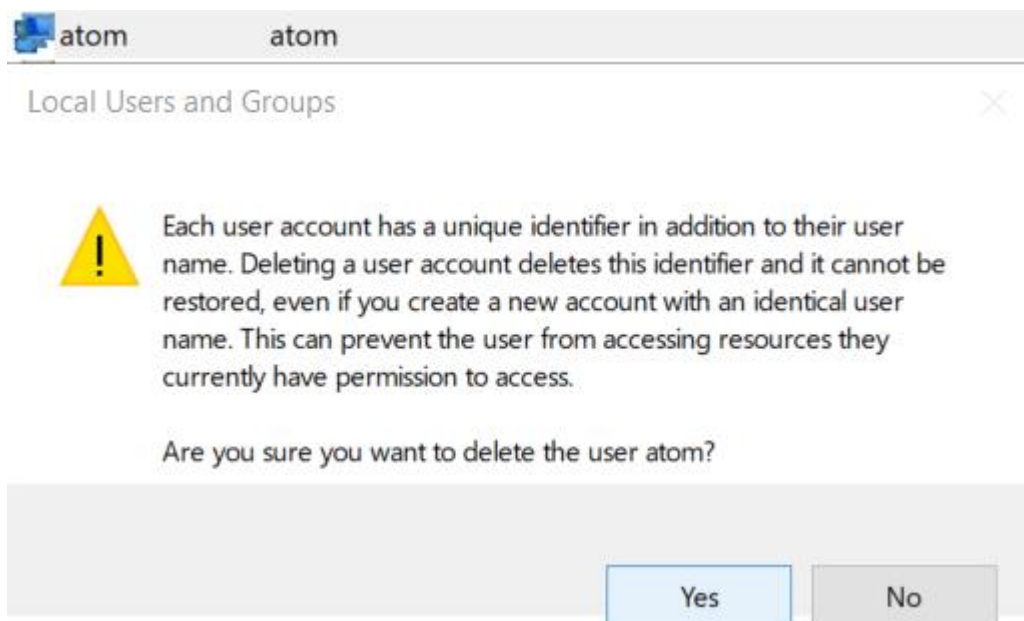 atom atom
Local Users and Groups
Each user account has a unique identifier in addition to their user
name. Deleting a user account deletes this identifier and it cannot be
restored, even if you create a new account with an identical user
name. This can prevent the user from accessing resources they
currently have permission to access.
Are you sure you want to delete the user atom?
Yes No